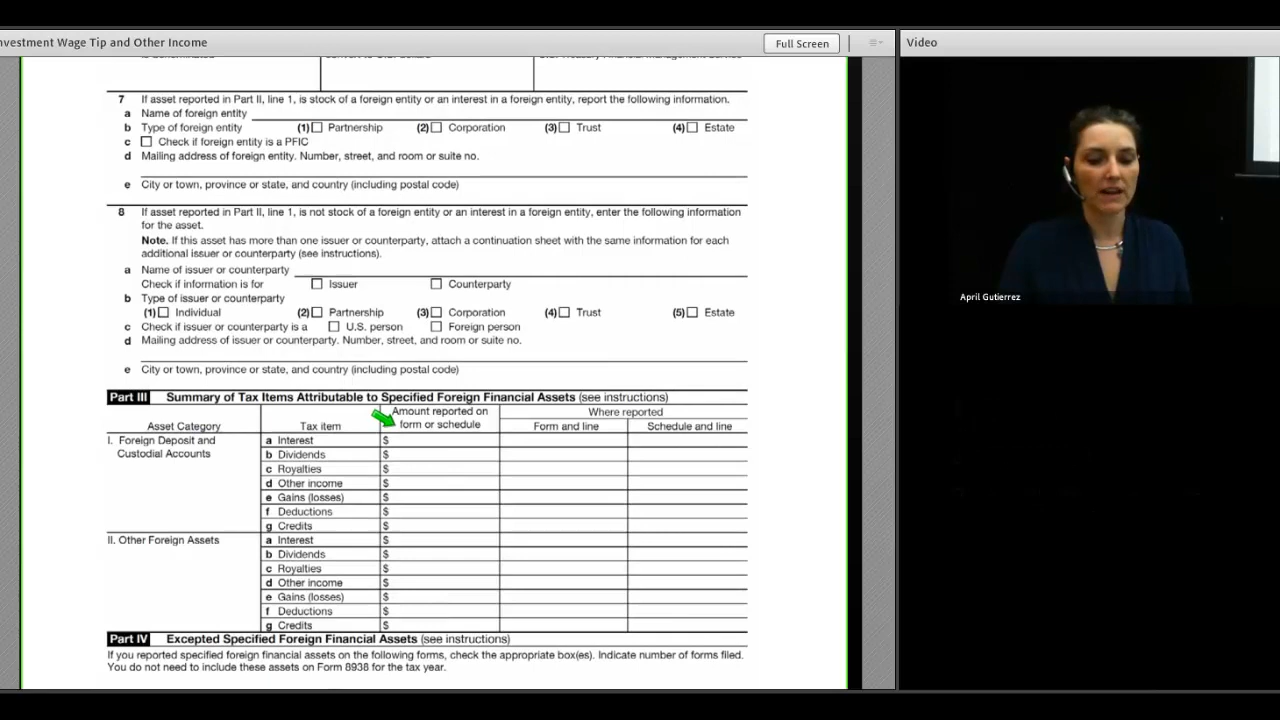 nvestment Wage Tip and Other Income
Full Screen
Video
7 If asset reported in Part II, line 1, is stock of a foreign entity or an interest in a foreign entity, report the following information.
a Name of foreign entity
b Type of foreign entity (1) Partnership (2) Corporation (3) Trust (4) Estate
c Check if foreign entity is a PFIC
d Mailing address of foreign entity. Number, street, and room or suite no.
e City or town, province or state, and country (including postal code)
8 If asset reported in Part II, line 1, is not stock of a foreign entity or an interest in a foreign entity, enter the following information
for the asset.
Note. If this asset has more than one issuer or counterparty, attach a continuation sheet with the same information for each
additional issuer or counterparty (see instructions).
a Name of issuer or counterparty
Check if information is for Issuer Counterparty
b Type of issuer or counterparty
(1) Individual (2) Partnership (3) Corporation (4) Trust (5) Estate
c Check if issuer or counterparty is a U.S. person Foreign person
d Mailing address of issuer or counterparty. Number, street, and room or suite no.
e City or town, province or state, and country (including postal code)
Part III Summary of Tax Items Attributable to Specified Foreign Financial Assets (see instructions)
Asset Category Tax item Amount reported on form or schedule Where reported
Form and line Schedule and line
I. Foreign Deposit and Custodial Accounts a Interest $
b Dividends $
c Royalties $
d Other income $
e Gains (losses) $
f Deductions $
g Credits $
II. Other Foreign Assets a Interest $
b Dividends $
c Royalties $
d Other income $
e Gains (losses) $
f Deductions $
g Credits $
Part IV Excepted Specified Foreign Financial Assets (see instructions)
If you reported specified foreign financial assets on the following forms, check the appropriate box(es). Indicate number of forms filed.
You do not need to include these assets on Form 8938 for the tax year.
April Gutierrez